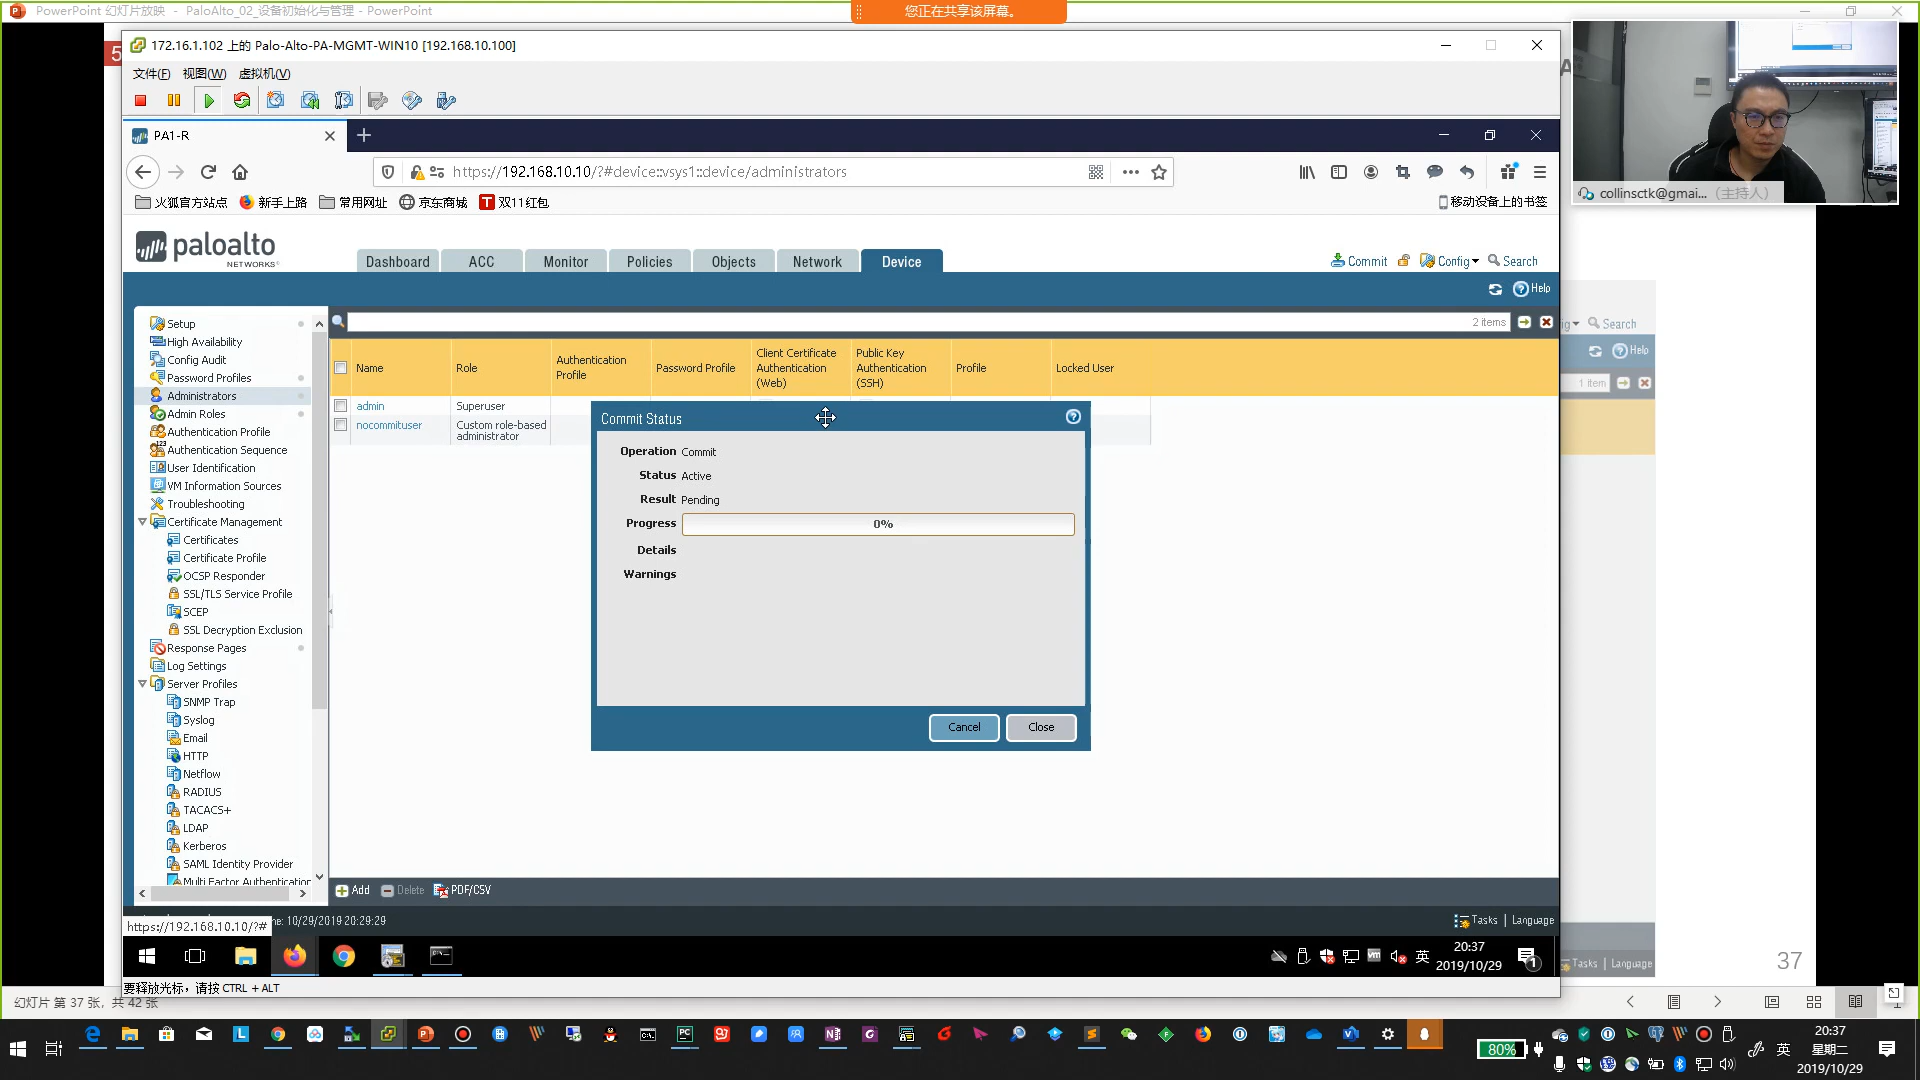 PowerPoint 幻灯片放映 - PaloAlto_02_设备初始化与管理 - PowerPoint
您正在共享该屏幕。
172.16.1.102 上的 Palo-Alto-PA-MGMT-WIN10 [192.168.10.100]
文件(F) 视图(W) 虚拟机(V)
collinsctk@gmai... (主持人)
PA1-R
https://192.168.10.10/?#device::vsys1::device/administrators
火狐官方站点 新手上路 常用网址 京东商城 双11红包 移动设备上的书签
paloalto
NETWORKS
Dashboard ACC Monitor Policies Objects Network Device
Commit Config Search
Help
2 items
Setup
High Availability
Config Audit
Password Profiles
Administrators
Admin Roles
Authentication Profile
Authentication Sequence
User Identification
VM Information Sources
Troubleshooting
Certificate Management
Certificates
Certificate Profile
OCSP Responder
SSL/TLS Service Profile
SCEP
SSL Decryption Exclusion
Response Pages
Log Settings
Server Profiles
SNMP Trap
Syslog
Email
HTTP
Netflow
RADIUS
TACACS+
LDAP
Kerberos
SAML Identity Provider
Multi Factor Authentication
Name Role Authentication Profile Password Profile Client Certificate Authentication (Web) Public Key Authentication (SSH) Profile Locked User
admin Superuser
nocommituser Custom role-based administrator
Commit Status
Operation Commit
Status Active
Result Pending
Progress 0%
Details
Warnings
Cancel Close
Add Delete PDF/CSV
https://192.168.10.10/?#
10/29/2019 20:29:29
Tasks | Language
英
20:37
2019/10/29
1
要释放光标，请按 CTRL + ALT
Search
Help
1 item
Tasks | Language
37
幻灯片 第 37 张，共 42 张
80%
英
20:37
星期二
2019/10/29